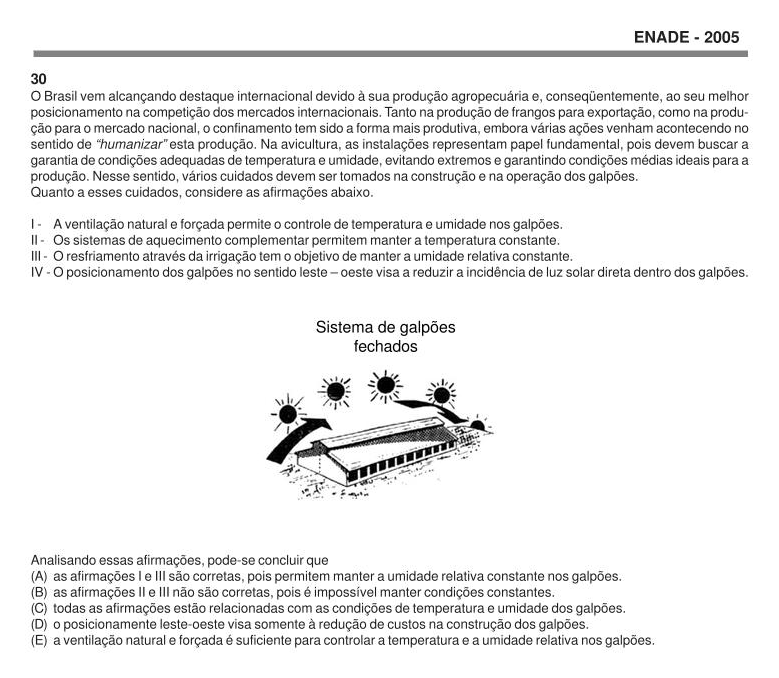 ENADE - 2005
30
O Brasil vem alcançando destaque internacional devido à sua produção agropecuária e, conseqüentemente, ao seu melhor
posicionamento na competição dos mercados internacionais. Tanto na produção de frangos para exportação, como na produ-
ção para o mercado nacional, o confinamento tem sido a forma mais produtiva, embora várias ações venham acontecendo no
sentido de “humanizar” esta produção. Na avicultura, as instalações representam papel fundamental, pois devem buscar a
garantia de condições adequadas de temperatura e umidade, evitando extremos e garantindo condições médias ideais para a
produção. Nesse sentido, vários cuidados devem ser tomados na construção e na operação dos galpões.
Quanto a esses cuidados, considere as afirmações abaixo.
I - A ventilação natural e forçada permite o controle de temperatura e umidade nos galpões.
II - Os sistemas de aquecimento complementar permitem manter a temperatura constante.
III - O resfriamento através da irrigação tem o objetivo de manter a umidade relativa constante.
IV - O posicionamento dos galpões no sentido leste – oeste visa a reduzir a incidência de luz solar direta dentro dos galpões.
Sistema de galpões
fechados
Analisando essas afirmações, pode-se concluir que
(A) as afirmações I e III são corretas, pois permitem manter a umidade relativa constante nos galpões.
(B) as afirmações II e III não são corretas, pois é impossível manter condições constantes.
(C) todas as afirmações estão relacionadas com as condições de temperatura e umidade dos galpões.
(D) o posicionamente leste-oeste visa somente à redução de custos na construção dos galpões.
(E) a ventilação natural e forçada é suficiente para controlar a temperatura e a umidade relativa nos galpões.